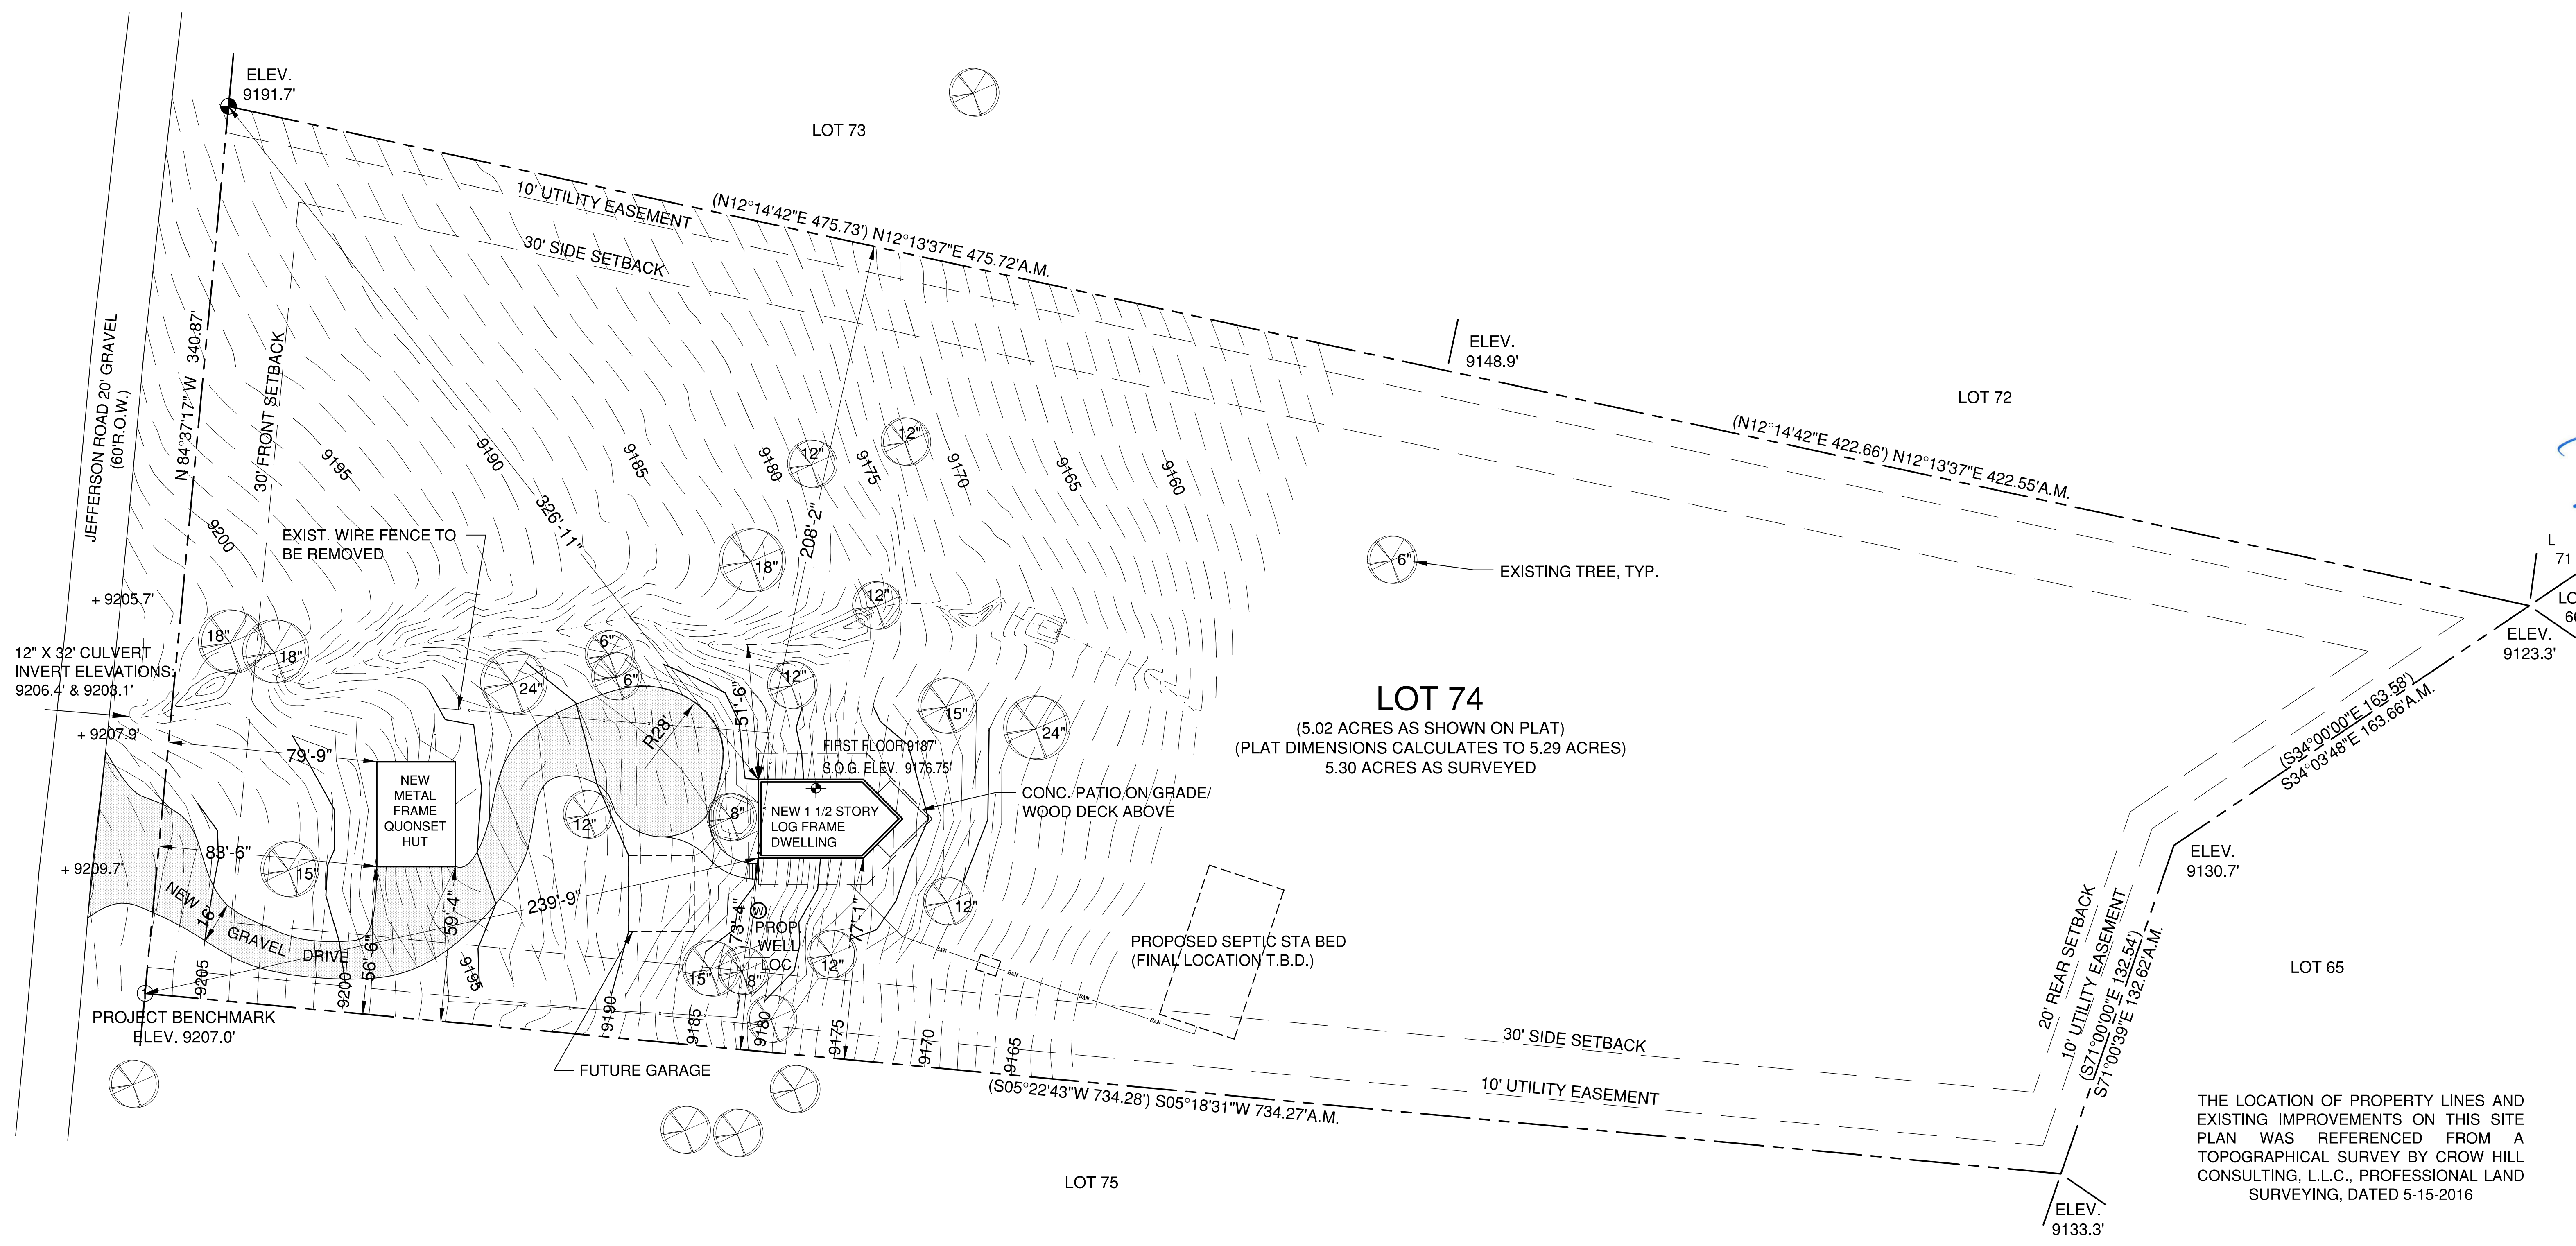 ELEV.
9191.7'
LOT 73
10' UTILITY EASEMENT
(N12°14'42"E 475.73') N12°13'37"E 475.72'A.M.
30' SIDE SETBACK
JEFFERSON ROAD 20' GRAVEL
(60'R.O.W.)
N 84°37'17" W 340.87'
30' FRONT SETBACK
ELEV.
9148.9'
LOT 72
(N12°14'42"E 422.66') N12°13'37"E 422.55'A.M.
9200
9195
9190
9185
9180
9175
9170
9165
9160
12"
12"
326'-11"
208'-2"
EXIST. WIRE FENCE TO
BE REMOVED
18"
6"
EXISTING TREE, TYP.
L
71
LO
66
ELEV.
9123.3'
+ 9205.7'
12"
18"
18"
6"
6"
12" X 32' CULVERT
INVERT ELEVATIONS:
9206.4' & 9203.1'
24"
12"
15"
24"
51'-6"
R28'
+ 9207.9'
79'-9"
LOT 74
(5.02 ACRES AS SHOWN ON PLAT)
(PLAT DIMENSIONS CALCULATES TO 5.29 ACRES)
5.30 ACRES AS SURVEYED
(S34°00'00"E 163.58')
S34°03'48"E 163.66'A.M.
FIRST FLOOR 9187'
S.O.G. ELEV. 9176.75'
NEW
METAL
FRAME
QUONSET
HUT
CONC. PATIO ON GRADE/
WOOD DECK ABOVE
NEW 1 1/2 STORY
LOG FRAME
DWELLING
8"
12"
83'-6"
+ 9209.7'
15"
ELEV.
9130.7'
NEW
16'
GRAVEL
DRIVE
239'-9"
59'-4"
56'-6"
73'-4"
77'-1"
W
PROP.
WELL
LOC.
12"
15"
8"
12"
SAN
SAN
SAN
SAN
PROPOSED SEPTIC STA BED
(FINAL LOCATION T.B.D.)
20' REAR SETBACK
10' UTILITY EASEMENT
(S71°00'00"E 132.54')
S71°00'39"E 132.62'A.M.
LOT 65
9205
9200
9195
9190
9185
9180
9175
9170
9165
PROJECT BENCHMARK
ELEV. 9207.0'
FUTURE GARAGE
30' SIDE SETBACK
10' UTILITY EASEMENT
(S05°22'43"W 734.28') S05°18'31"W 734.27'A.M.
LOT 75
THE LOCATION OF PROPERTY LINES AND
EXISTING IMPROVEMENTS ON THIS SITE
PLAN WAS REFERENCED FROM A
TOPOGRAPHICAL SURVEY BY CROW HILL
CONSULTING, L.L.C., PROFESSIONAL LAND
SURVEYING, DATED 5-15-2016
ELEV.
9133.3'